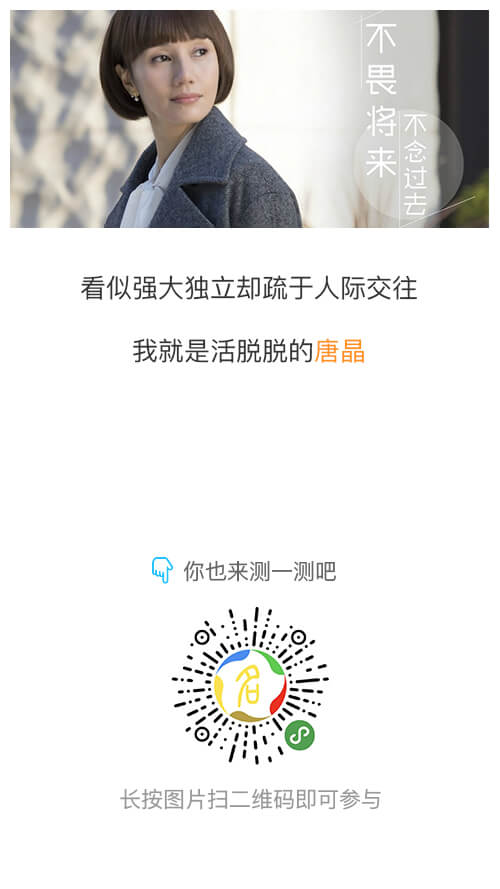 不畏将来
不念过去
看似强大独立却疏于人际交往
我就是活脱脱的唐晶
你也来测一测吧
名
长按图片扫二维码即可参与